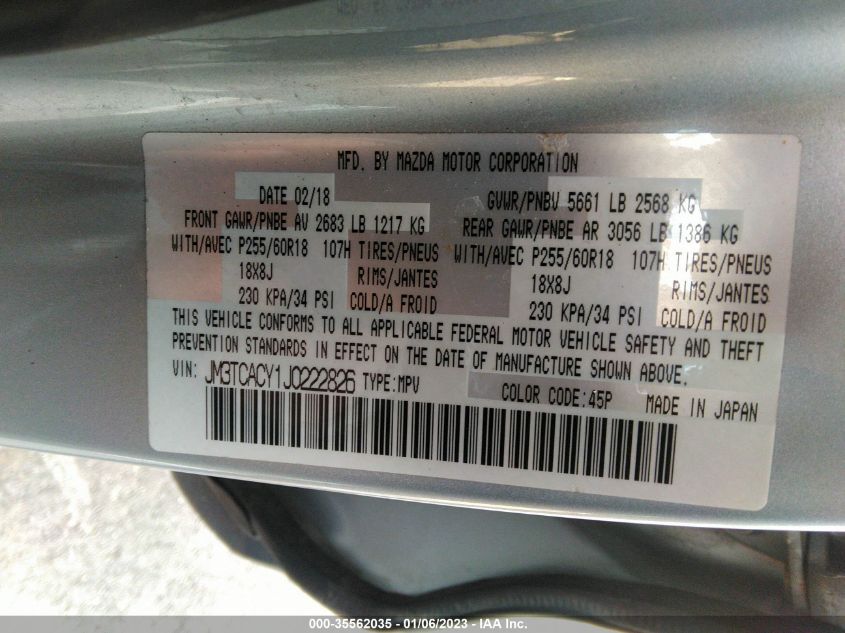 MFD. BY MAZDA MOTOR CORPORATION
DATE 02/18 GVWR/PNBV 5661 LB 2568 KG
FRONT GAWR/PNBE AV 2683 LB 1217 KG REAR GAWR/PNBE AR 3056 LB 1386 KG
WITH/AVEC P255/60R18 107H TIRES/PNEUS WITH/AVEC P255/60R18 107H TIRES/PNEUS
18X8J RIMS/JANTES 18X8J RIMS/JANTES
230 KPA/34 PSI COLD/A FROID 230 KPA/34 PSI COLD/A FROID
THIS VEHICLE CONFORMS TO ALL APPLICABLE FEDERAL MOTOR VEHICLE SAFETY AND THEFT
PREVENTION STANDARDS IN EFFECT ON THE DATE OF MANUFACTURE SHOWN ABOVE.
VIN: JM3TCACY1J0222826 TYPE:MPV COLOR CODE:45P MADE IN JAPAN
000-35562035 - 01/06/2023 - © IAA Inc.